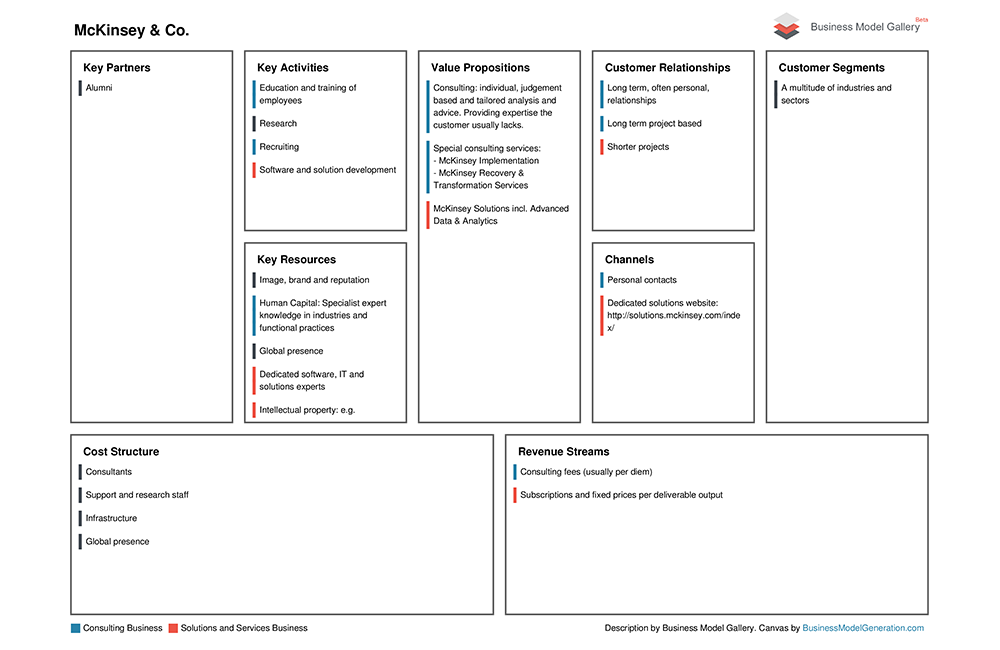 McKinsey & Co.
Business Model Gallery
Beta
Key Partners
Alumni
Key Activities
Education and training of
employees
Research
Recruiting
Software and solution development
Key Resources
Image, brand and reputation
Human Capital: Specialist expert
knowledge in industries and
functional practices
Global presence
Dedicated software, IT and
solutions experts
Intellectual property: e.g.
Value Propositions
Consulting: individual, judgement
based and tailored analysis and
advice. Providing expertise the
customer usually lacks.
Special consulting services:
- McKinsey Implementation
- McKinsey Recovery &
Transformation Services
McKinsey Solutions incl. Advanced
Data & Analytics
Customer Relationships
Long term, often personal,
relationships
Long term project based
Shorter projects
Channels
Personal contacts
Dedicated solutions website:
http://solutions.mckinsey.com/inde
x/
Customer Segments
A multitude of industries and
sectors
Cost Structure
Consultants
Support and research staff
Infrastructure
Global presence
Revenue Streams
Consulting fees (usually per diem)
Subscriptions and fixed prices per deliverable output
Consulting Business
Solutions and Services Business
Description by Business Model Gallery. Canvas by BusinessModelGeneration.com